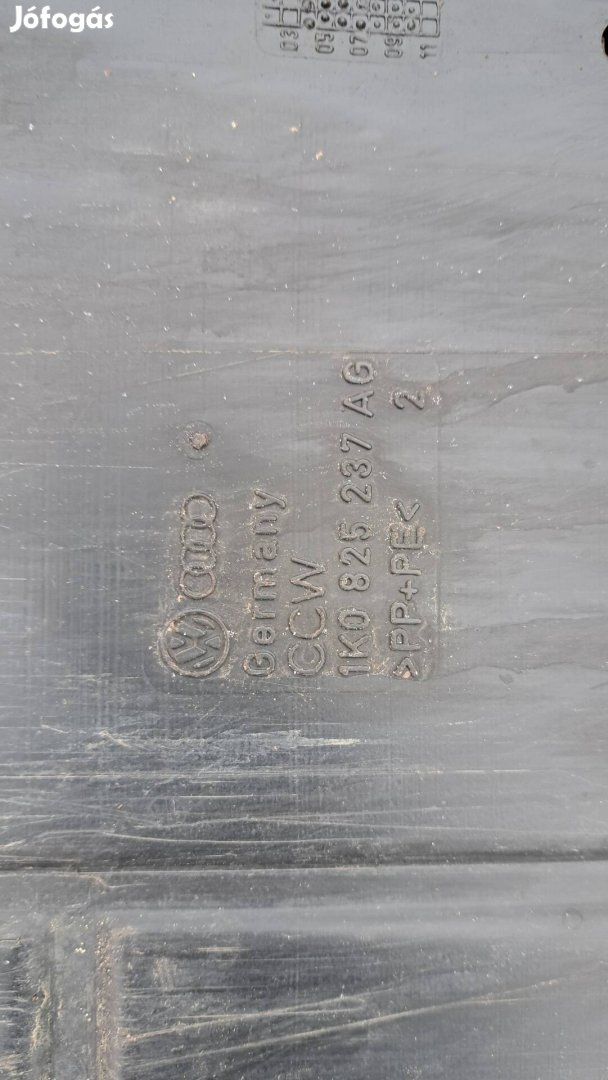 Jófogás
03 05 07 09 11
Germany
CCW
1K0 825 237 AG
>PP+PE< 2